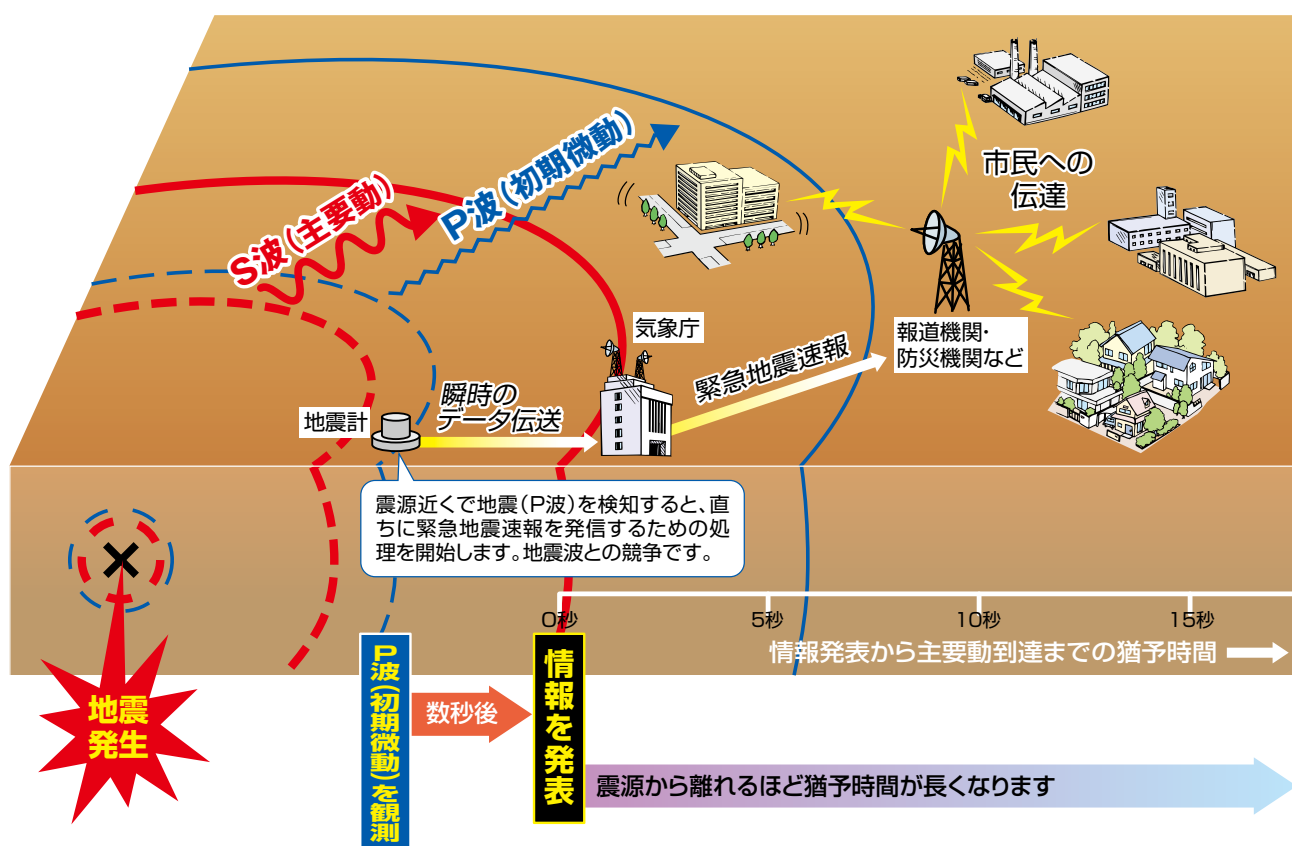 P波(初期微動)
S波(主要動)
市民への
伝達
気象庁
報道機関・
防災機関など
緊急地震速報
瞬時の
データ伝送
地震計
震源近くで地震(P波)を検知すると、直
ちに緊急地震速報を発信するための処
理を開始します。地震波との競争です。
0秒
5秒
10秒
15秒
情報発表から主要動到達までの猶予時間
地震
発生
P波(初期微動)を観測
数秒後
情報を発表
震源から離れるほど猶予時間が長くなります